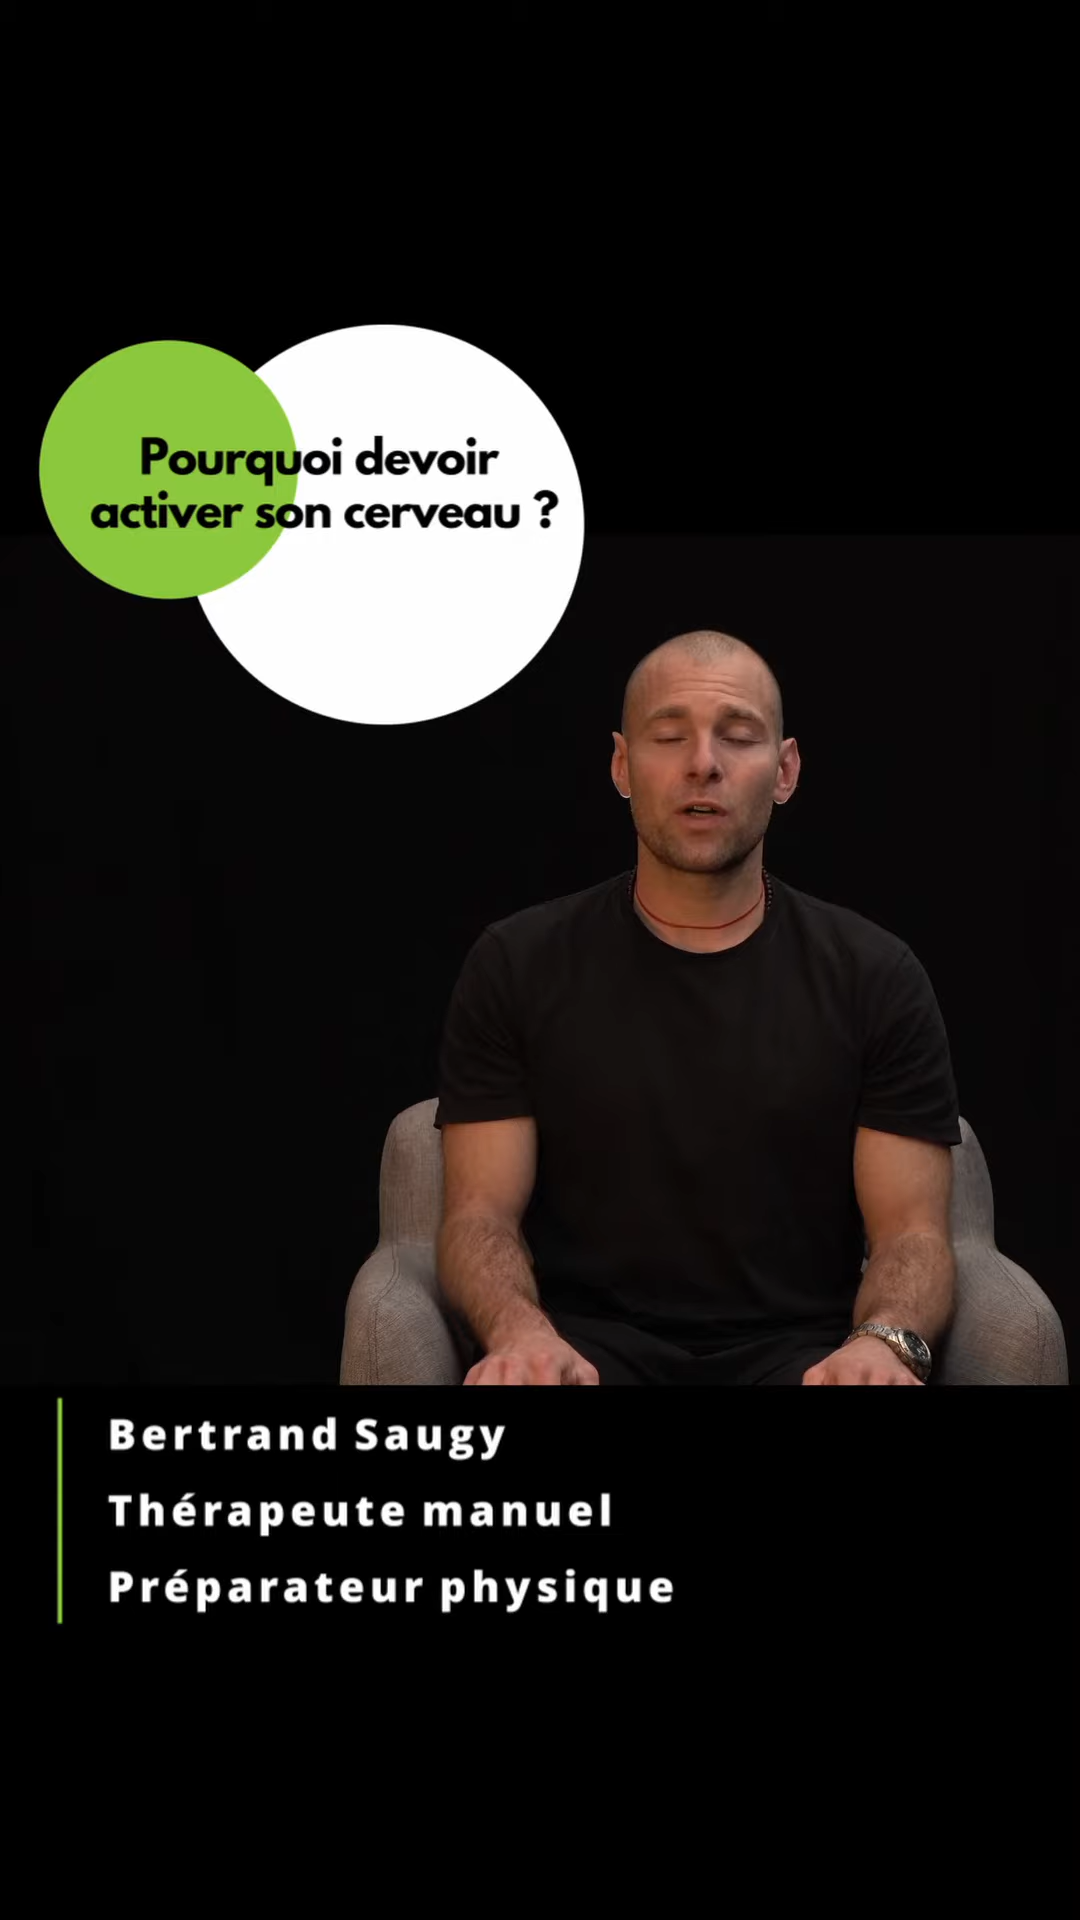 Pourquoi devoir
activer son cerveau ?
Bertrand Saugy
Thérapeute manuel
Préparateur physique